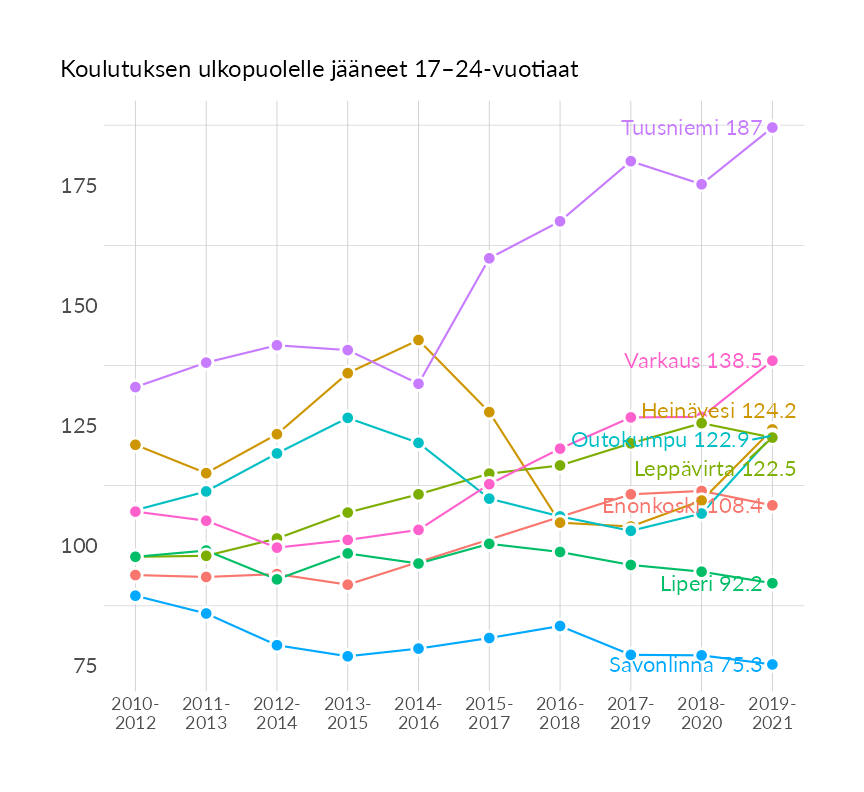 Koulutuksen ulkopuolelle jääneet 17–24-vuotiaat
Tuusniemi 187
175
150
Varkaus 138.5
Heinävesi 124.2
125
Outokumpu 122.9
Leppävirta 122.5
Enonkoski 108.4
100
Liperi 92.2
Savonlinna 75.3
75
2010- 2011- 2012- 2013- 2014- 2015- 2016- 2017- 2018- 2019-
2012 2013 2014 2015 2016 2017 2018 2019 2020 2021